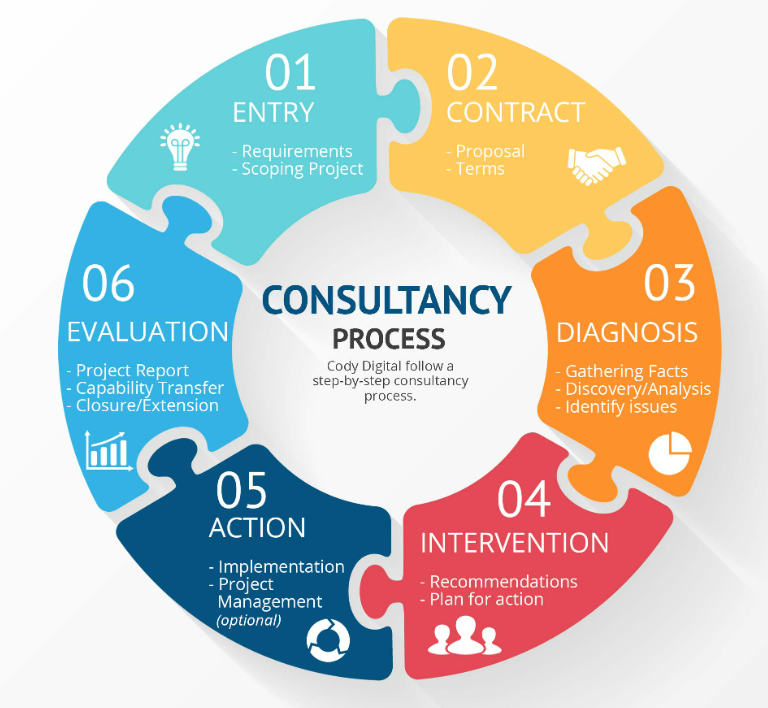 01
ENTRY
- Requirements
- Scoping Project
02
CONTRACT
- Proposal
- Terms
03
DIAGNOSIS
- Gathering Facts
- Discovery/Analysis
- Identify issues
04
INTERVENTION
- Recommendations
- Plan for action
05
ACTION
- Implementation
- Project
Management
(optional)
06
EVALUATION
- Project Report
- Capability Transfer
- Closure/Extension
CONSULTANCY
PROCESS
Cody Digital follow a
step-by-step consultancy
process.